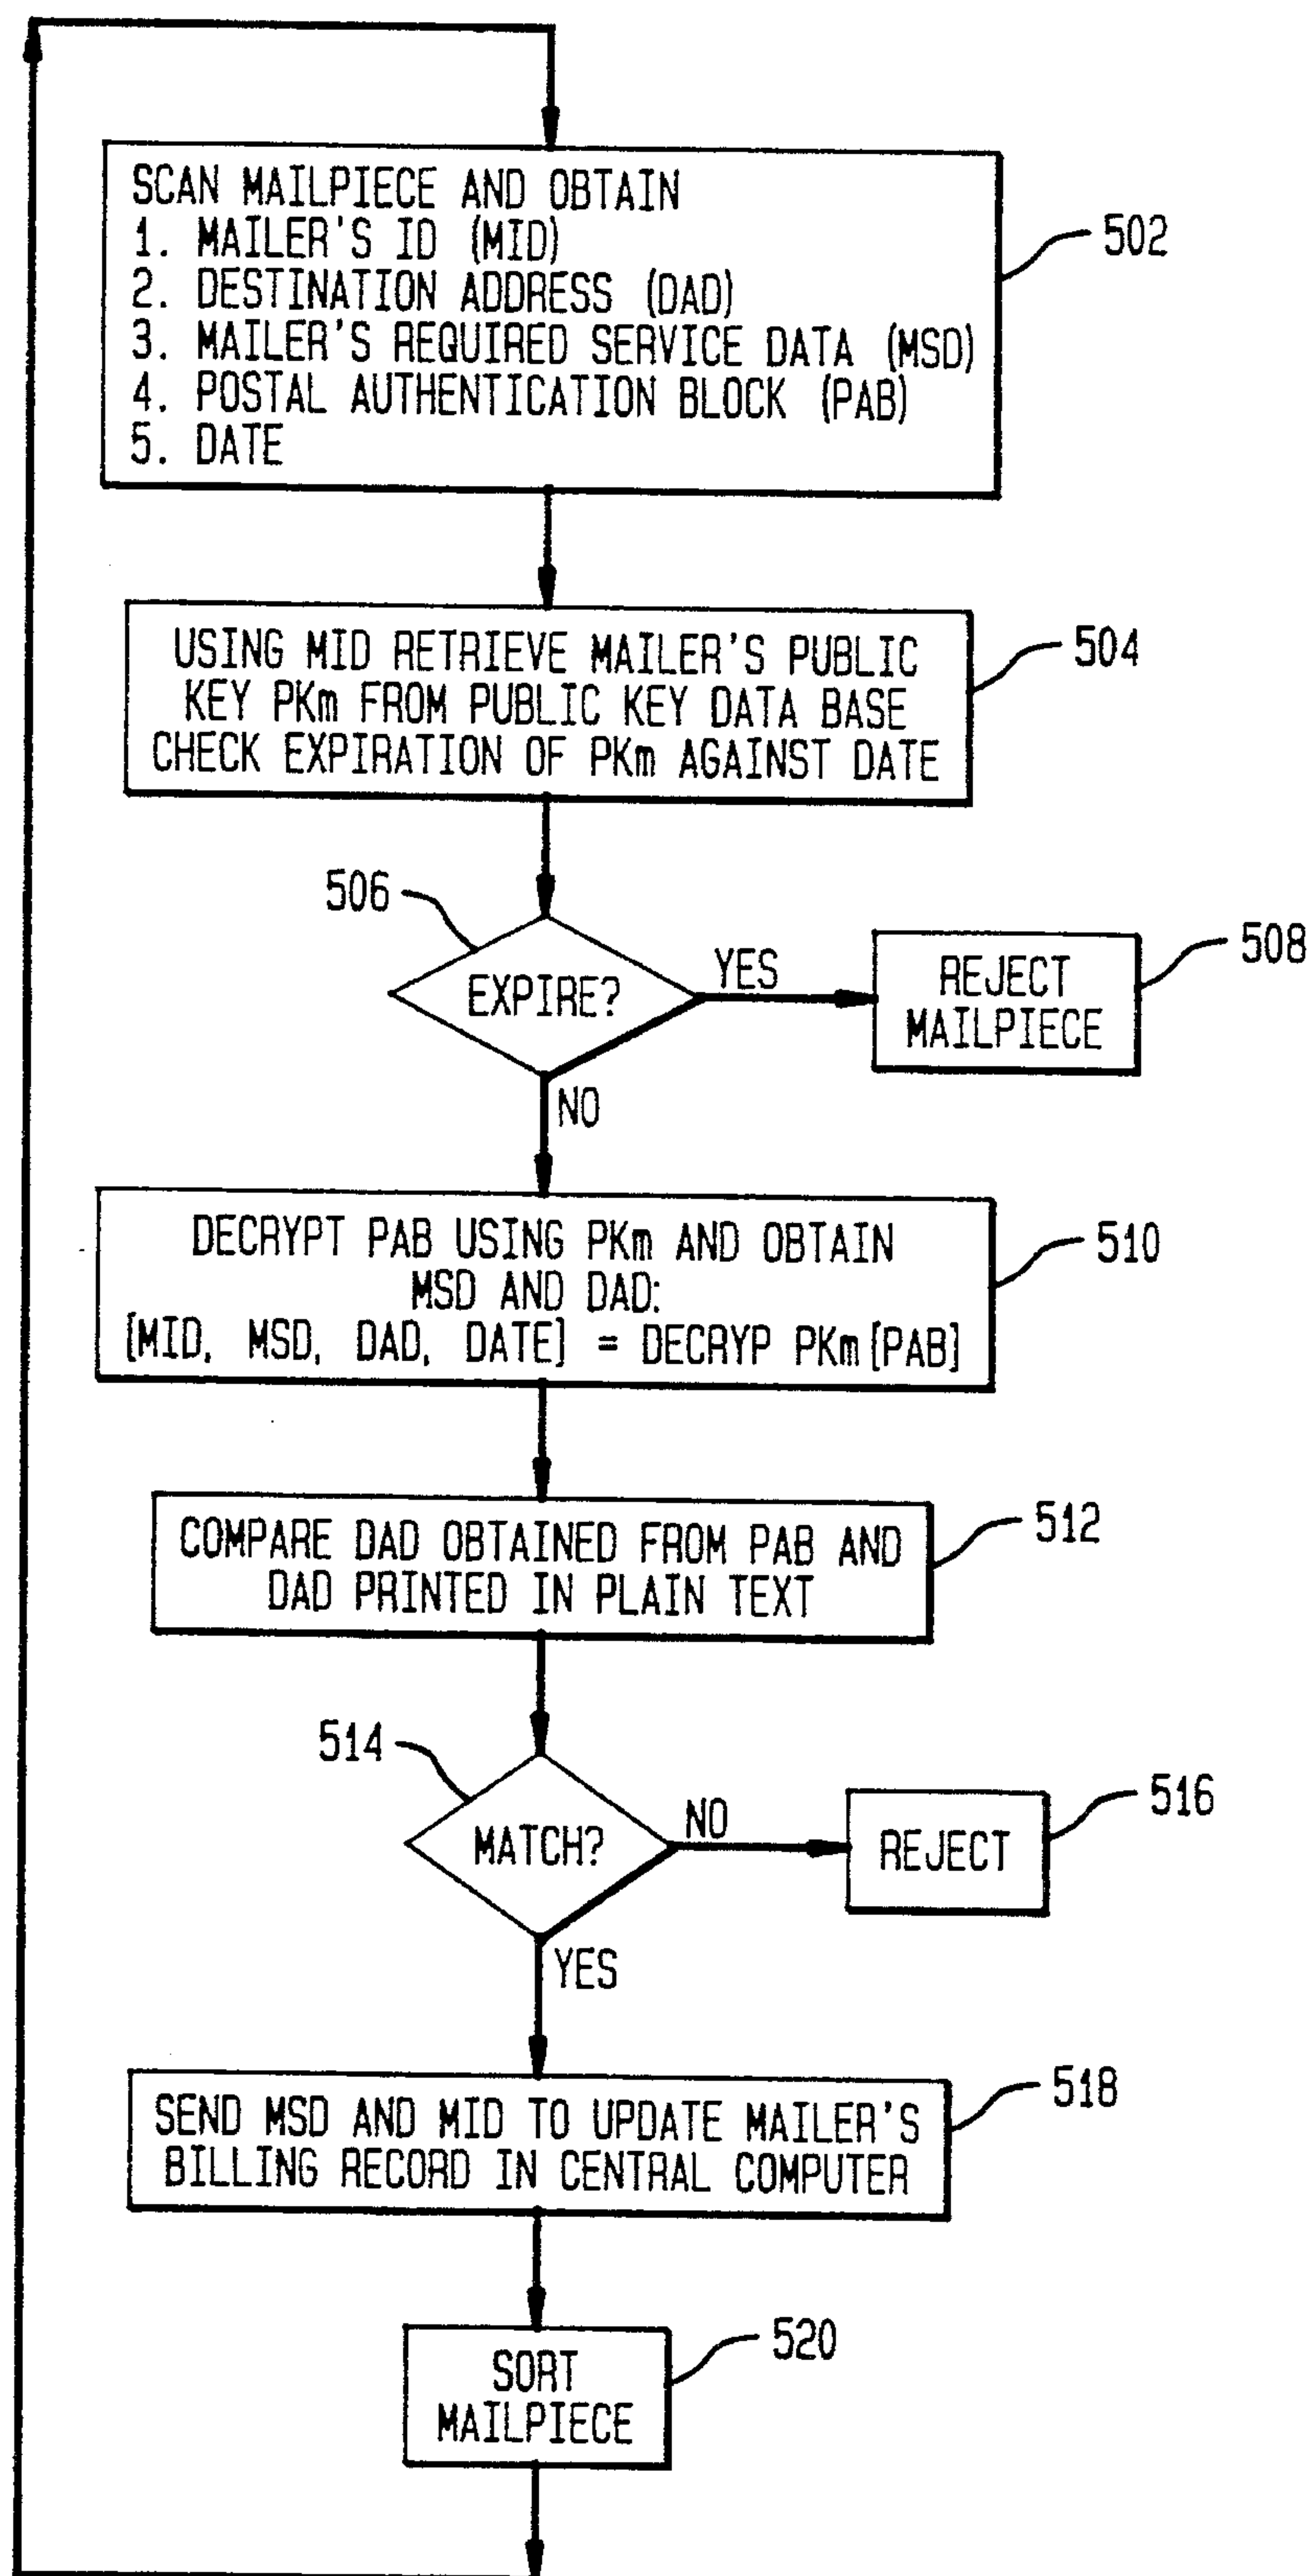 SCAN MAILPIECE AND OBTAIN
1. MAILER'S ID (MID)
2. DESTINATION ADDRESS (DAD)
3. MAILER'S REQUIRED SERVICE DATA (MSD)
4. POSTAL AUTHENTICATION BLOCK (PAB)
5. DATE
502
USING MID RETRIEVE MAILER'S PUBLIC
KEY PKm FROM PUBLIC KEY DATA BASE
CHECK EXPIRATION OF PKm AGAINST DATE
504
506
EXPIRE?
YES
REJECT
MAILPIECE
508
NO
DECRYPT PAB USING PKm AND OBTAIN
MSD AND DAD:
[MID, MSD, DAD, DATE] = DECRYP PKm[PAB]
510
COMPARE DAD OBTAINED FROM PAB AND
DAD PRINTED IN PLAIN TEXT
512
514
MATCH?
NO
REJECT
516
YES
SEND MSD AND MID TO UPDATE MAILER'S
BILLING RECORD IN CENTRAL COMPUTER
518
SORT
MAILPIECE
520